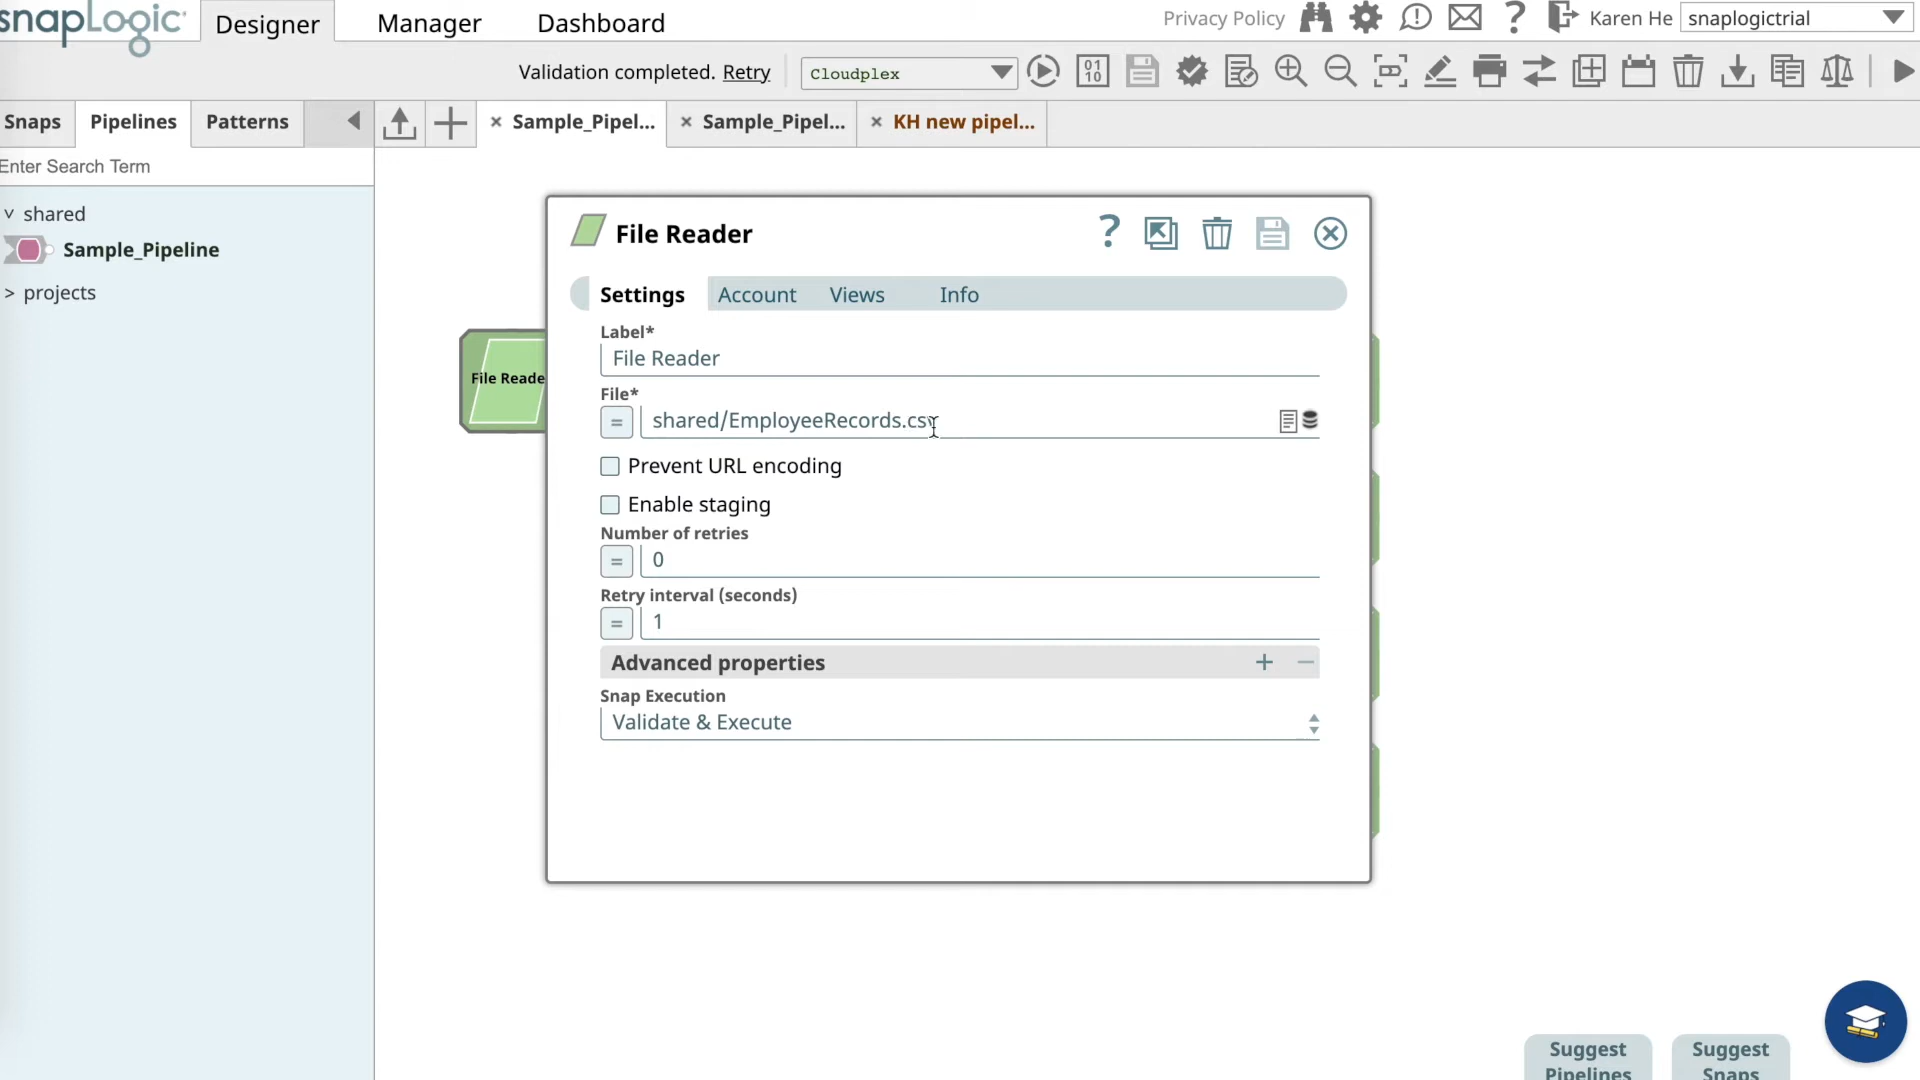 snapLogic
Designer
Manager
Dashboard
Privacy Policy
Karen He
snaplogictrial
Validation completed. Retry
Cloudplex
01
10
Snaps
Pipelines
Patterns
Sample_Pipel...
Sample_Pipel...
KH new pipel...
Enter Search Term
shared
Sample_Pipeline
projects
File Reade
File Reader
Settings
Account
Views
Info
Label*
File Reader
File*
= shared/EmployeeRecords.csv
Prevent URL encoding
Enable staging
Number of retries
= 0
Retry interval (seconds)
= 1
Advanced properties
Snap Execution
Validate & Execute
Suggest
Pipelines
Suggest
Snaps